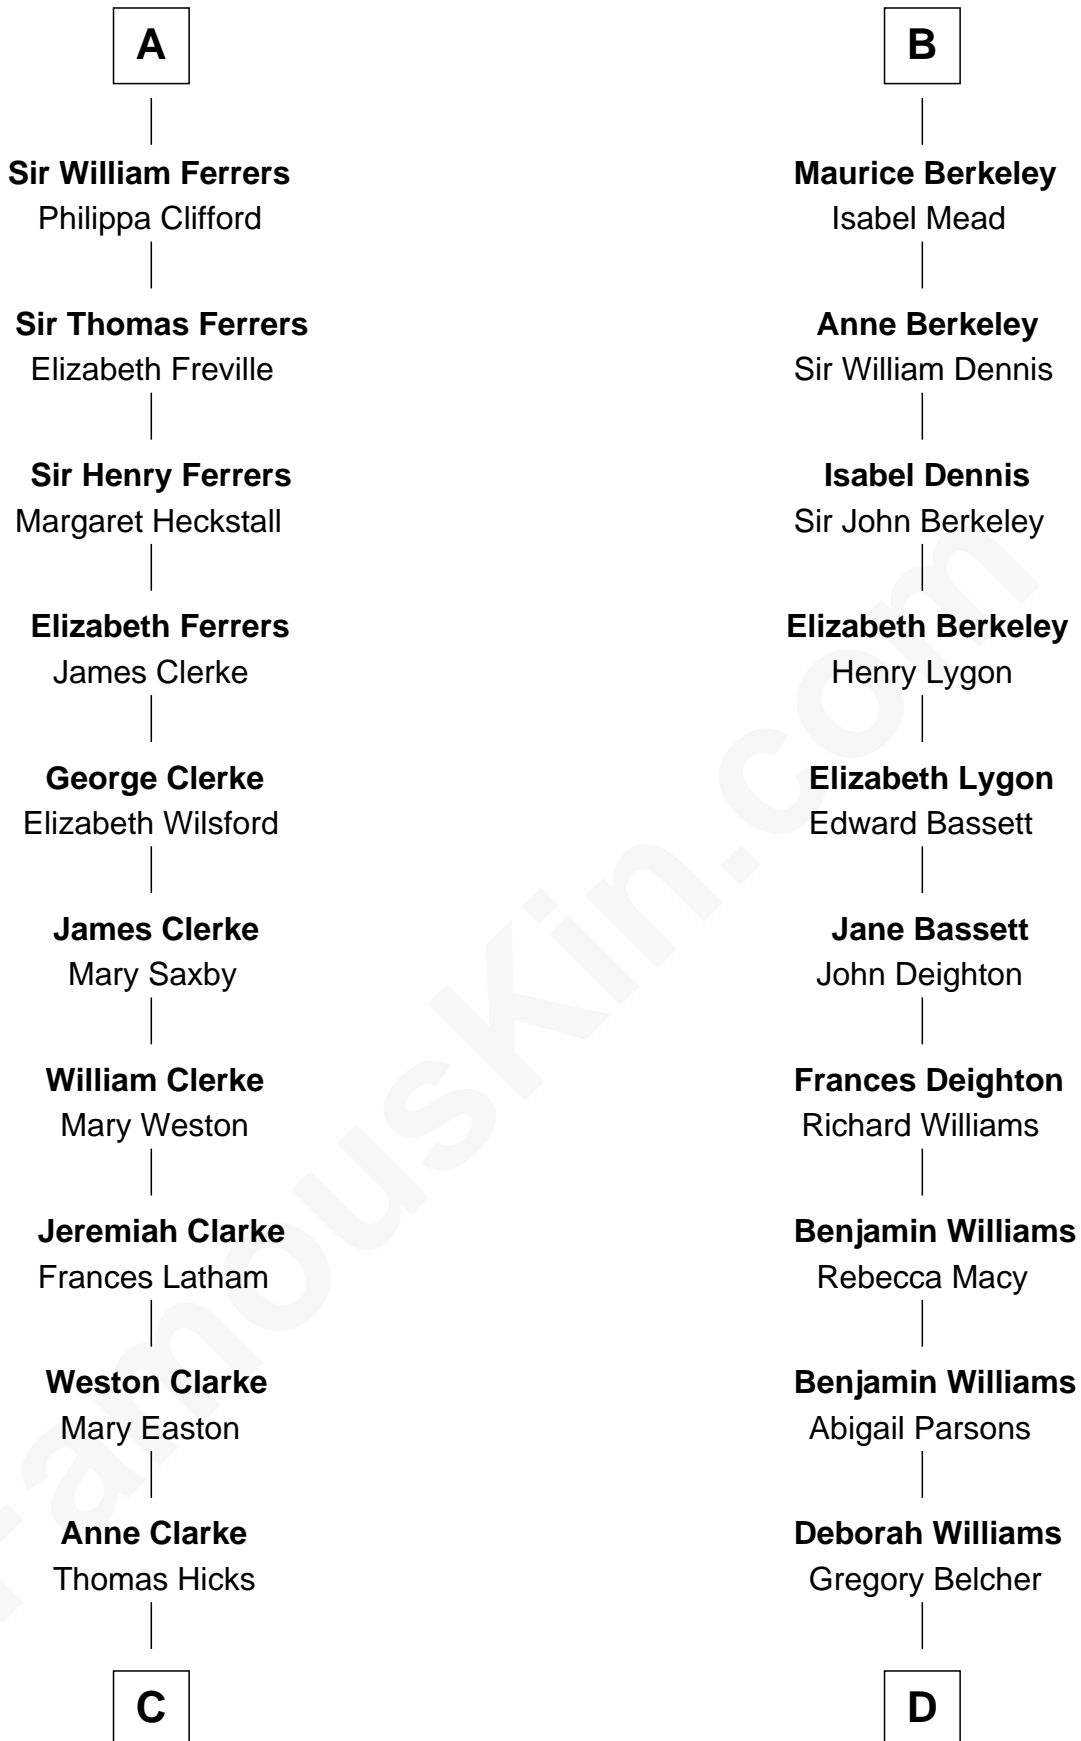 A
Sir William Ferrers
Philippa Clifford
Sir Thomas Ferrers
Elizabeth Freville
Sir Henry Ferrers
Margaret Heckstall
Elizabeth Ferrers
James Clerke
George Clerke
Elizabeth Wilsford
James Clerke
Mary Saxby
William Clerke
Mary Weston
Jeremiah Clarke
Frances Latham
Weston Clarke
Mary Easton
Anne Clarke
Thomas Hicks
C
B
Maurice Berkeley
Isabel Mead
Anne Berkeley
Sir William Dennis
Isabel Dennis
Sir John Berkeley
Elizabeth Berkeley
Henry Lygon
Elizabeth Lygon
Edward Bassett
Jane Bassett
John Deighton
Frances Deighton
Richard Williams
Benjamin Williams
Rebecca Macy
Benjamin Williams
Abigail Parsons
Deborah Williams
Gregory Belcher
D
FamousKin.com